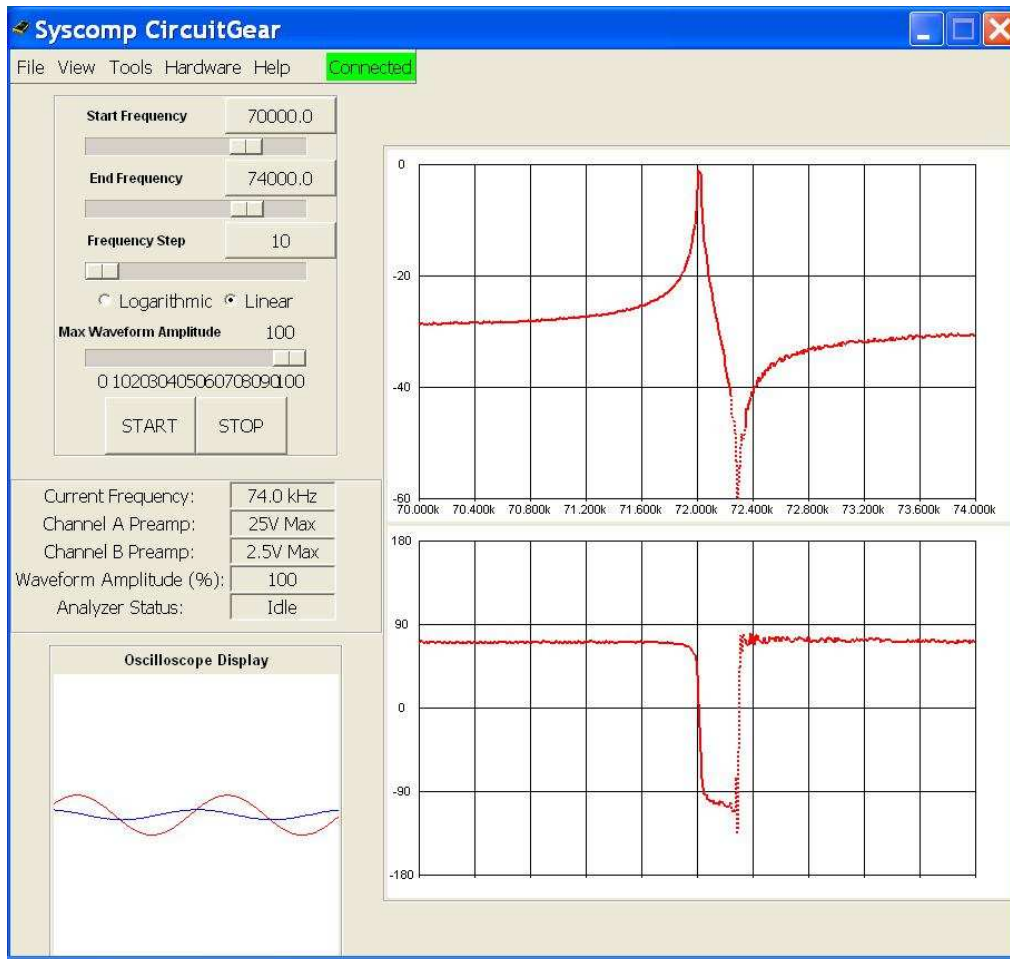 Syscomp CircuitGear
File View Tools Hardware Help Connected
Start Frequency 70000.0
End Frequency 74000.0
Frequency Step 10
Logarithmic Linear
Max Waveform Amplitude 100
0 102030405060708090100
START STOP
Current Frequency: 74.0 kHz
Channel A Preamp: 25V Max
Channel B Preamp: 2.5V Max
Waveform Amplitude (%): 100
Analyzer Status: Idle
Oscilloscope Display
0
-20
-40
-60
70.000k 70.400k 70.800k 71.200k 71.600k 72.000k 72.400k 72.800k 73.200k 73.600k 74.000k
180
90
0
-90
-180